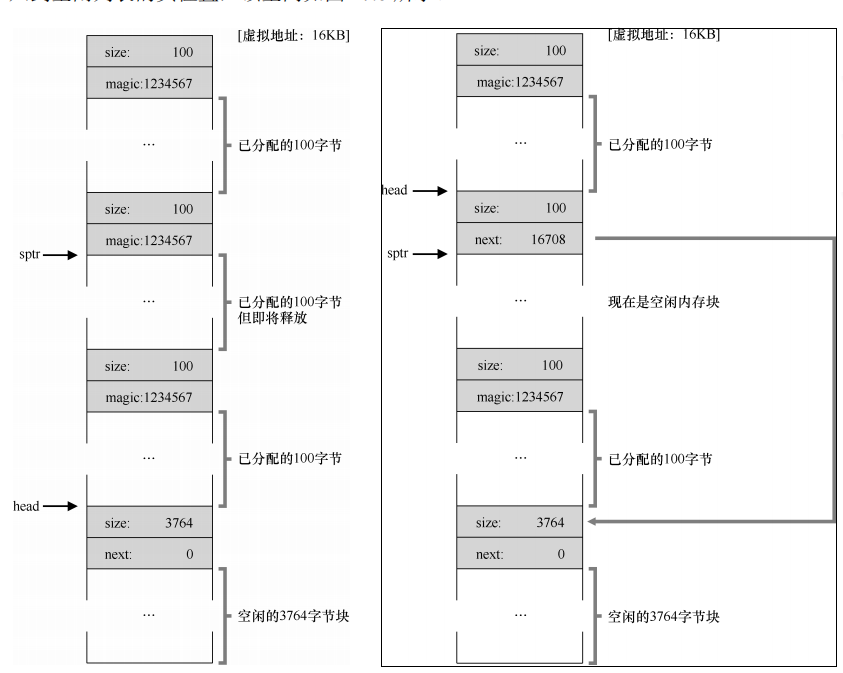 [虚拟地址：16KB]
size: 100
magic:1234567
...
已分配的100字节
size: 100
magic:1234567
sptr
...
已分配的100字节
但即将释放
size: 100
magic:1234567
...
已分配的100字节
head
size: 3764
next: 0
...
空闲的3764字节块
[虚拟地址：16KB]
size: 100
magic:1234567
...
已分配的100字节
head
size: 100
next: 16708
sptr
...
现在是空闲内存块
size: 100
magic:1234567
...
已分配的100字节
size: 3764
next: 0
...
空闲的3764字节块